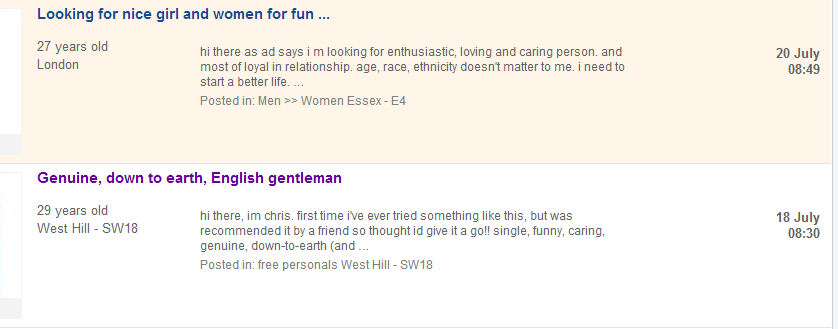 Looking for nice girl and women for fun ...
27 years old
London
hi there as ad says i m looking for enthusiastic, loving and caring person. and
most of loyal in relationship. age, race, ethnicity doesn't matter to me. i need to
start a better life. ...
Posted in: Men >> Women Essex - E4
20 July
08:49
Genuine, down to earth, English gentleman
29 years old
West Hill - SW18
hi there, im chris. first time i've ever tried something like this, but was
recommended it by a friend so thought id give it a go!! single, funny, caring,
genuine, down-to-earth (and ...
Posted in: free personals West Hill - SW18
18 July
08:30